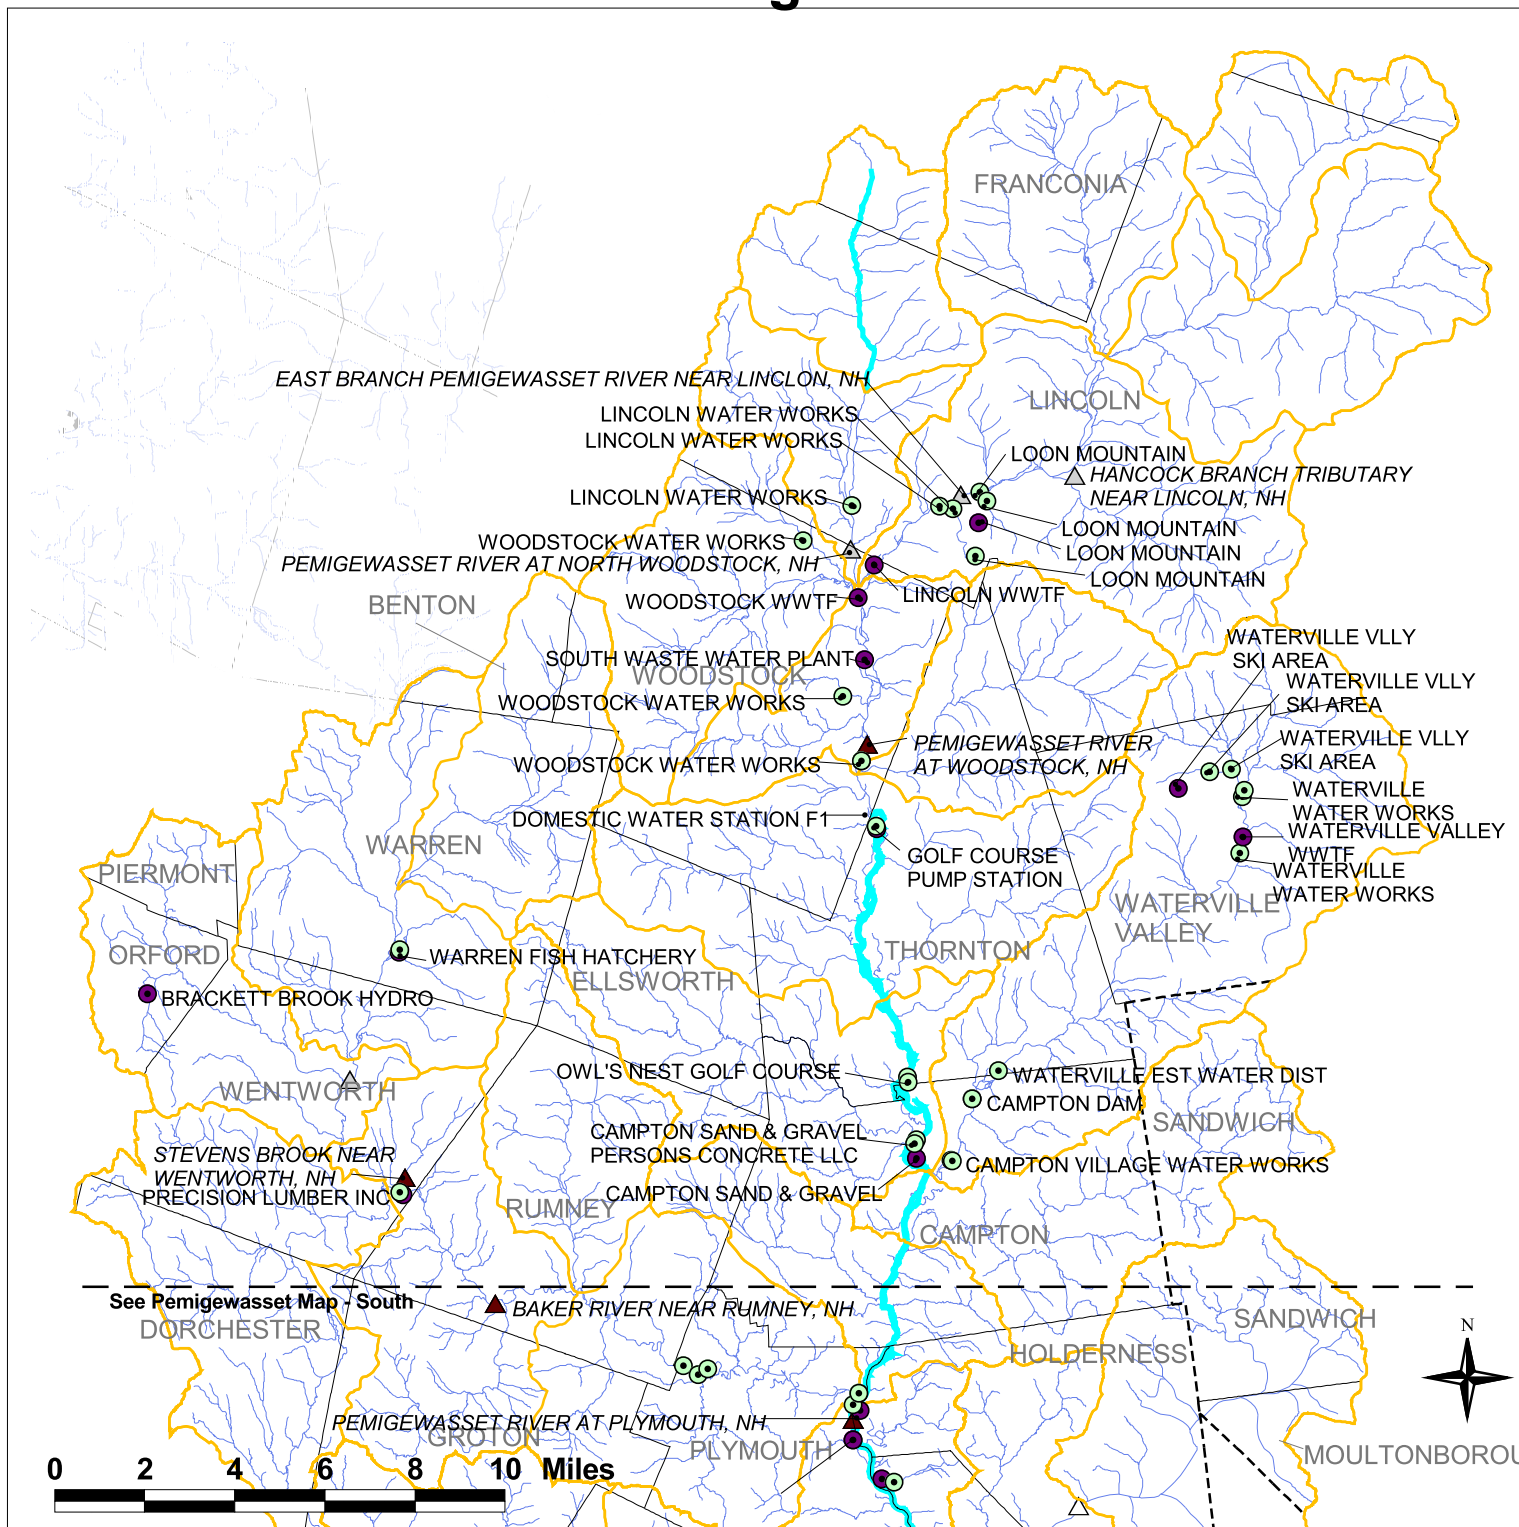 g
FRANCONIA
EAST BRANCH PEMIGEWASSET RIVER NEAR LINCLON, NH
LINCOLN
LINCOLN WATER WORKS
LINCOLN WATER WORKS
LOON MOUNTAIN
HANCOCK BRANCH TRIBUTARY
NEAR LINCOLN, NH
LINCOLN WATER WORKS
LOON MOUNTAIN
WOODSTOCK WATER WORKS
LOON MOUNTAIN
PEMIGEWASSET RIVER AT NORTH WOODSTOCK, NH
LOON MOUNTAIN
LINCOLN WWTF
WOODSTOCK WWTF
BENTON
WATERVILLE VLLY
SKI AREA
SOUTH WASTE WATER PLANT
WOODSTOCK
WATERVILLE VLLY
SKI AREA
WOODSTOCK WATER WORKS
PEMIGEWASSET RIVER
AT WOODSTOCK, NH
WATERVILLE VLLY
SKI AREA
WOODSTOCK WATER WORKS
WATERVILLE
WATER WORKS
DOMESTIC WATER STATION F1
WATERVILLE VALLEY
WWTF
WARREN
GOLF COURSE
PUMP STATION
WATERVILLE
WATER WORKS
PIERMONT
WATERVILLE
VALLEY
THORNTON
ORFORD
WARREN FISH HATCHERY
ELLSWORTH
BRACKETT BROOK HYDRO
OWL'S NEST GOLF COURSE
WATERVILLE EST WATER DIST
WENTWORTH
CAMPTON DAM
SANDWICH
CAMPTON SAND & GRAVEL
PERSONS CONCRETE LLC
STEVENS BROOK NEAR
WENTWORTH, NH
CAMPTON VILLAGE WATER WORKS
PRECISION LUMBER INC
CAMPTON SAND & GRAVEL
RUMNEY
CAMPTON
See Pemigewasset Map - South
BAKER RIVER NEAR RUMNEY, NH
SANDWICH
DORCHESTER
N
HOLDERNESS
PEMIGEWASSET RIVER AT PLYMOUTH, NH
GROTON
PLYMOUTH
MOULTONBOROU
0 2 4 6 8 10 Miles